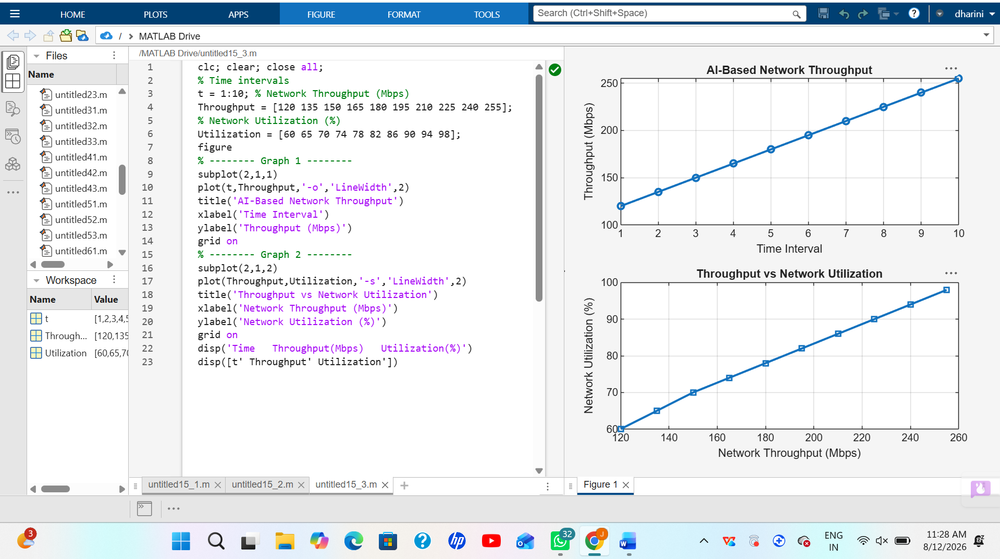 HOME PLOTS APPS FIGURE FORMAT TOOLS Search (Ctrl+Shift+Space) ? dharini
/ > MATLAB Drive
Files
Name
untitled23.m
untitled31.m
untitled32.m
untitled33.m
untitled41.m
untitled42.m
untitled43.m
untitled51.m
untitled52.m
untitled53.m
untitled61.m
Workspace
Name Value
t [1,2,3,4,5
Through... [120,135
Utilization [60,65,70
/MATLAB Drive/untitled15_3.m
1 clc; clear; close all;
2 % Time intervals
3 t = 1:10; % Network Throughput (Mbps)
4 Throughput = [120 135 150 165 180 195 210 225 240 255];
5 % Network Utilization (%)
6 Utilization = [60 65 70 74 78 82 86 90 94 98];
7 figure
8 % -------- Graph 1 --------
9 subplot(2,1,1)
10 plot(t,Throughput,'-o','LineWidth',2)
11 title('AI-Based Network Throughput')
12 xlabel('Time Interval')
13 ylabel('Throughput (Mbps)')
14 grid on
15 % -------- Graph 2 --------
16 subplot(2,1,2)
17 plot(Throughput,Utilization,'-s','LineWidth',2)
18 title('Throughput vs Network Utilization')
19 xlabel('Network Throughput (Mbps)')
20 ylabel('Network Utilization (%)')
21 grid on
22 disp('Time   Throughput(Mbps)   Utilization(%)')
23 disp([t' Throughput' Utilization'])
untitled15_1.m untitled15_2.m untitled15_3.m
AI-Based Network Throughput
Throughput (Mbps)
250
200
150
100
1 2 3 4 5 6 7 8 9 10
Time Interval
Throughput vs Network Utilization
Network Utilization (%)
100
90
80
70
60
120 140 160 180 200 220 240 260
Network Throughput (Mbps)
Figure 1
3
hp
32
J
W
ENG
IN
11:28 AM
8/12/2026